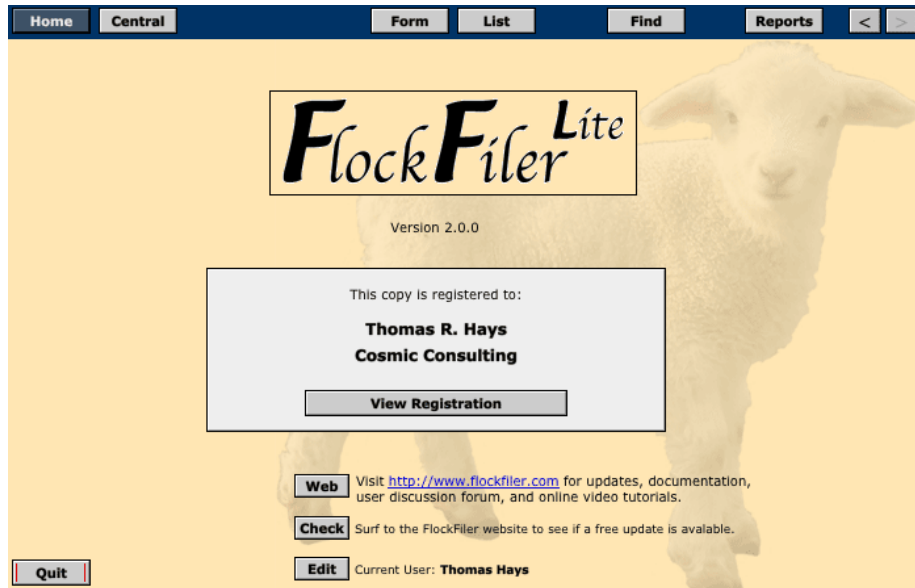 Home Central Form List Find Reports < >
FlockFiler Lite
Version 2.0.0
This copy is registered to:
Thomas R. Hays
Cosmic Consulting
View Registration
Web Visit http://www.flockfiler.com for updates, documentation,
user discussion forum, and online video tutorials.
Check Surf to the FlockFiler website to see if a free update is avalable.
Edit Current User: Thomas Hays
Quit